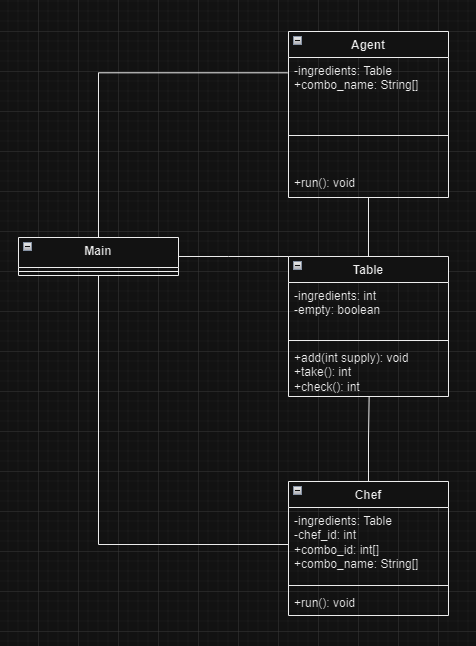 Agent
-ingredients: Table
+combo_name: String[]
+run(): void
Main
Table
-ingredients: int
-empty: boolean
+add(int supply): void
+take(): int
+check(): int
Chef
-ingredients: Table
-chef_id: int
+combo_id: int[]
+combo_name: String[]
+run(): void